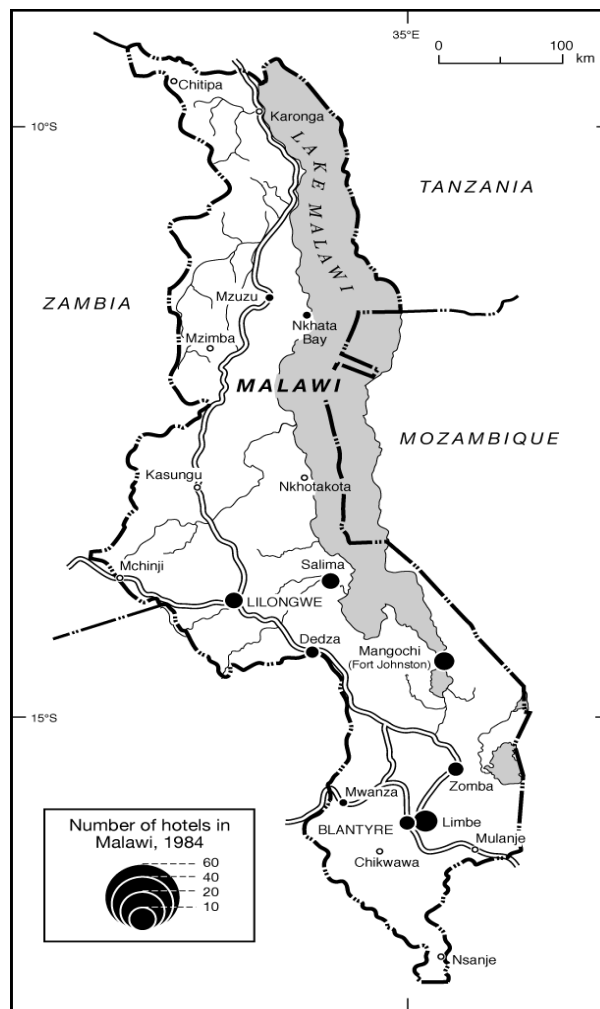 35°E
0 100
km
Chitipa
10°S
Karonga
LAKE MALAWI
TANZANIA
ZAMBIA
Mzuzu
Nkhata
Bay
Mzimba
MALAWI
MOZAMBIQUE
Kasungu
Nkhotakota
Mchinji
Salima
LILONGWE
Dedza
Mangochi
(Fort Johnston)
15°S
Zomba
Mwanza
BLANTYRE
Limbe
Mulanje
Chikwawa
Number of hotels in
Malawi, 1984
60
40
20
10
Nsanje